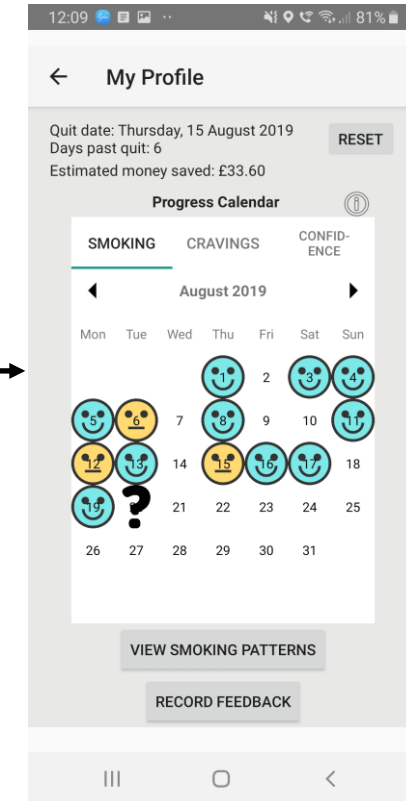 12:09 81%
My Profile
Quit date: Thursday, 15 August 2019
Days past quit: 6
RESET
Estimated money saved: £33.60
Progress Calendar
SMOKING CRAVINGS CONFID-
ENCE
August 2019
Mon Tue Wed Thu Fri Sat Sun
1 2 3 4
5 6 7 8 9 10 11
12 13 14 15 16 17 18
19 ? 21 22 23 24 25
26 27 28 29 30 31
VIEW SMOKING PATTERNS
RECORD FEEDBACK